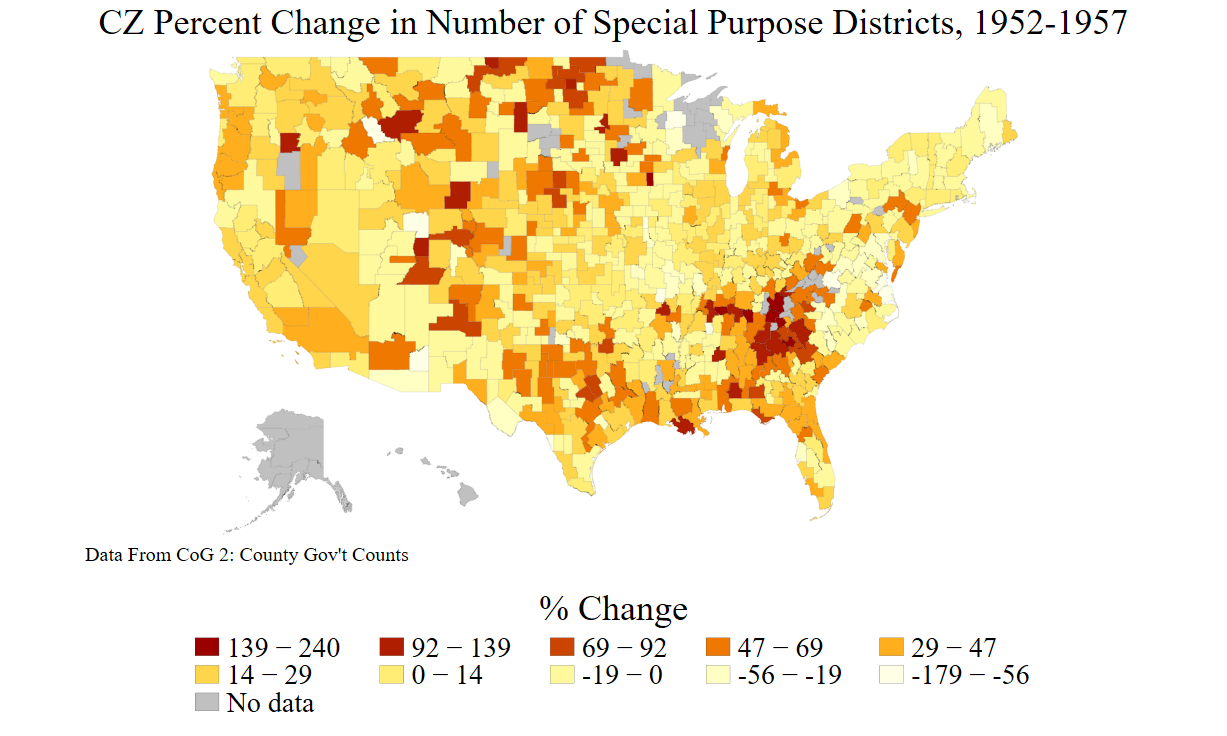 CZ Percent Change in Number of Special Purpose Districts, 1952-1957
Data From CoG 2: County Gov't Counts
% Change
139 − 240 92 − 139 69 − 92 47 − 69 29 − 47
14 − 29 0 − 14 -19 − 0 -56 − -19 -179 − -56
No data